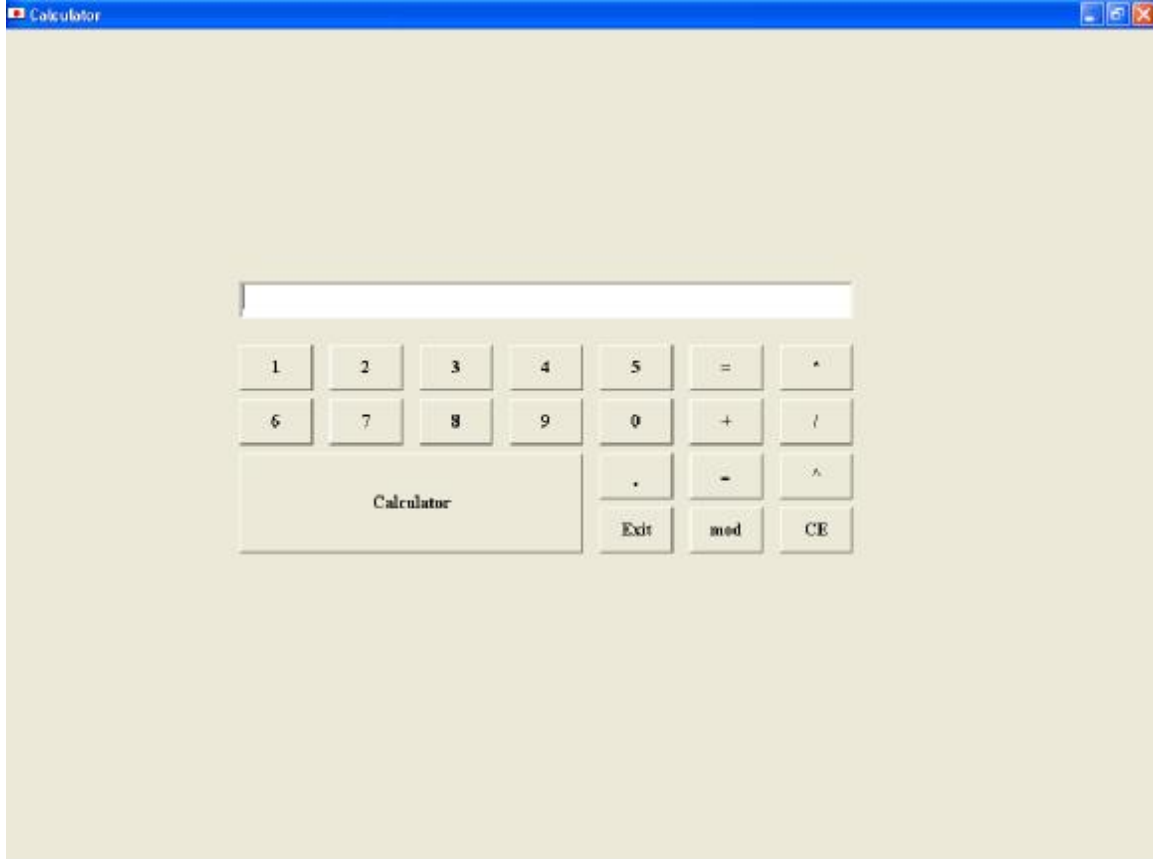 Calculator
1 2 3 4 5 = *
6 7 8 9 0 + /
. - ^
Calculator
Exit mod CE